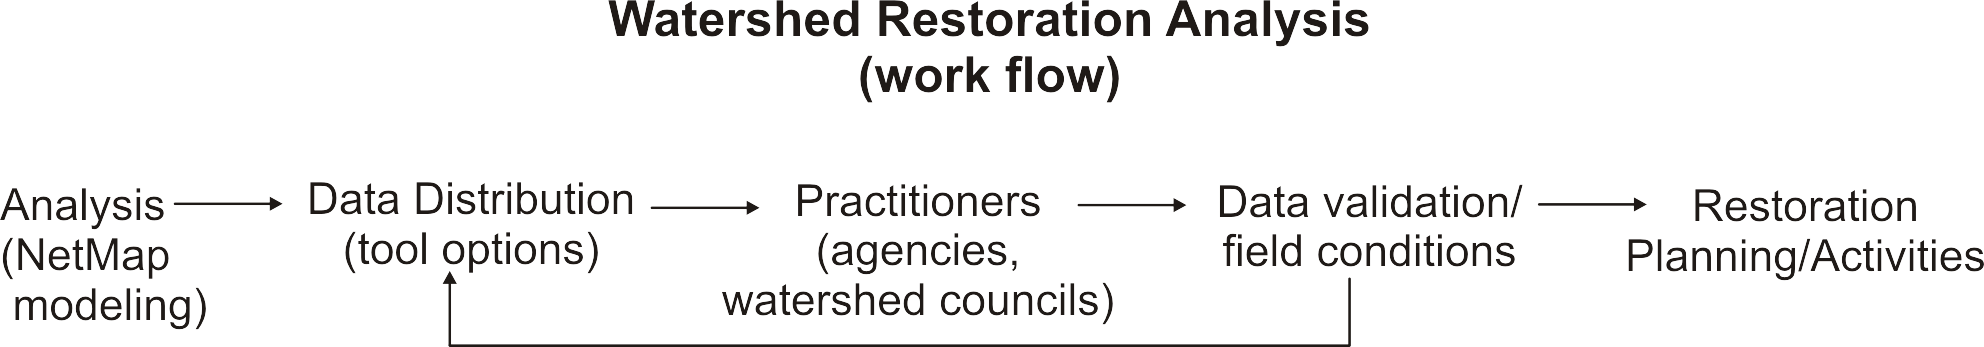 Watershed Restoration Analysis
(work flow)
Analysis
(NetMap
modeling)
Data Distribution
(tool options)
Practitioners
(agencies,
watershed councils)
Data validation/
field conditions
Restoration
Planning/Activities